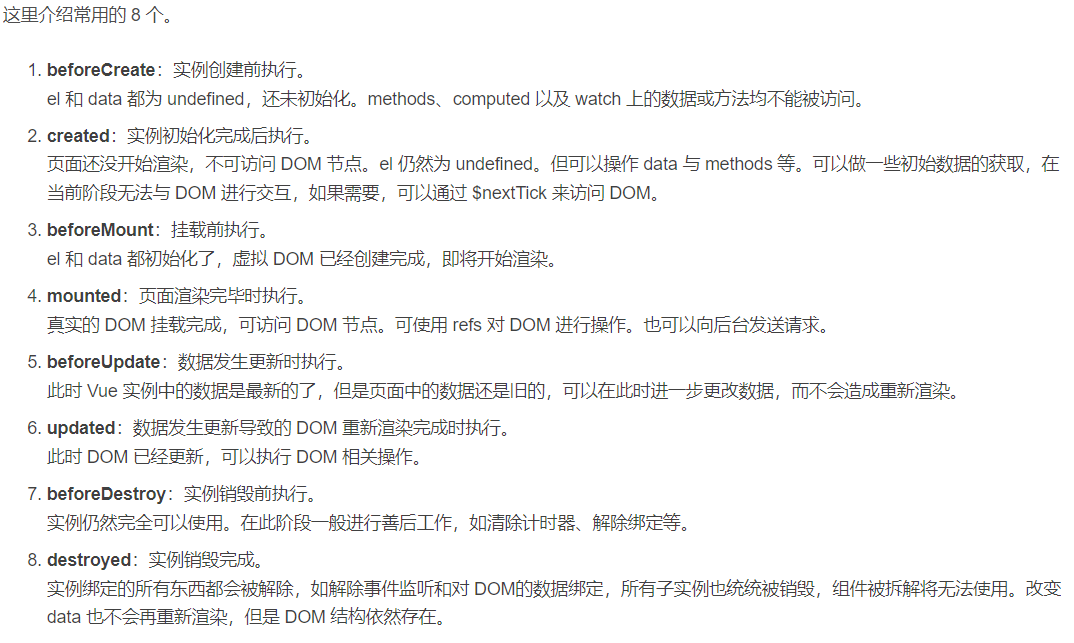 这里介绍常用的 8 个。
1. beforeCreate：实例创建前执行。
el 和 data 都为 undefined，还未初始化。methods、computed 以及 watch 上的数据或方法均不能被访问。
2. created：实例初始化完成后执行。
页面还没开始渲染，不可访问 DOM 节点。el 仍然为 undefined。但可以操作 data 与 methods 等。可以做一些初始数据的获取，在
当前阶段无法与 DOM 进行交互，如果需要，可以通过 $nextTick 来访问 DOM。
3. beforeMount：挂载前执行。
el 和 data 都初始化了，虚拟 DOM 已经创建完成，即将开始渲染。
4. mounted：页面渲染完毕时执行。
真实的 DOM 挂载完成，可访问 DOM 节点。可使用 refs 对 DOM 进行操作。也可以向后台发送请求。
5. beforeUpdate：数据发生更新时执行。
此时 Vue 实例中的数据是最新的了，但是页面中的数据还是旧的，可以在此时进一步更改数据，而不会造成重新渲染。
6. updated：数据发生更新导致的 DOM 重新渲染完成时执行。
此时 DOM 已经更新，可以执行 DOM 相关操作。
7. beforeDestroy：实例销毁前执行。
实例仍然完全可以使用。在此阶段一般进行善后工作，如清除计时器、解除绑定等。
8. destroyed：实例销毁完成。
实例绑定的所有东西都会被解除，如解除事件监听和对 DOM的数据绑定，所有子实例也统统被销毁，组件被拆解将无法使用。改变
data 也不会再重新渲染，但是 DOM 结构依然存在。